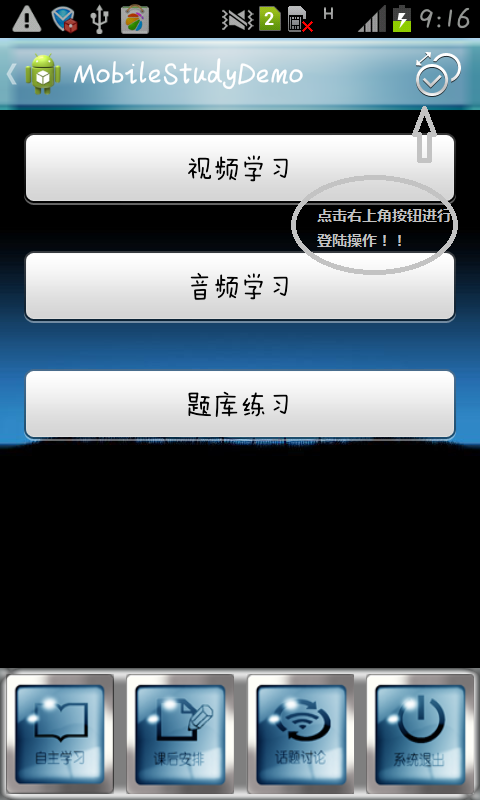 2
H
9:16
MobileStudyDemo
视频学习
点击右上角按钮进行
登陆操作！！
音频学习
题库练习
自主学习
课后安排
话题讨论
系统退出